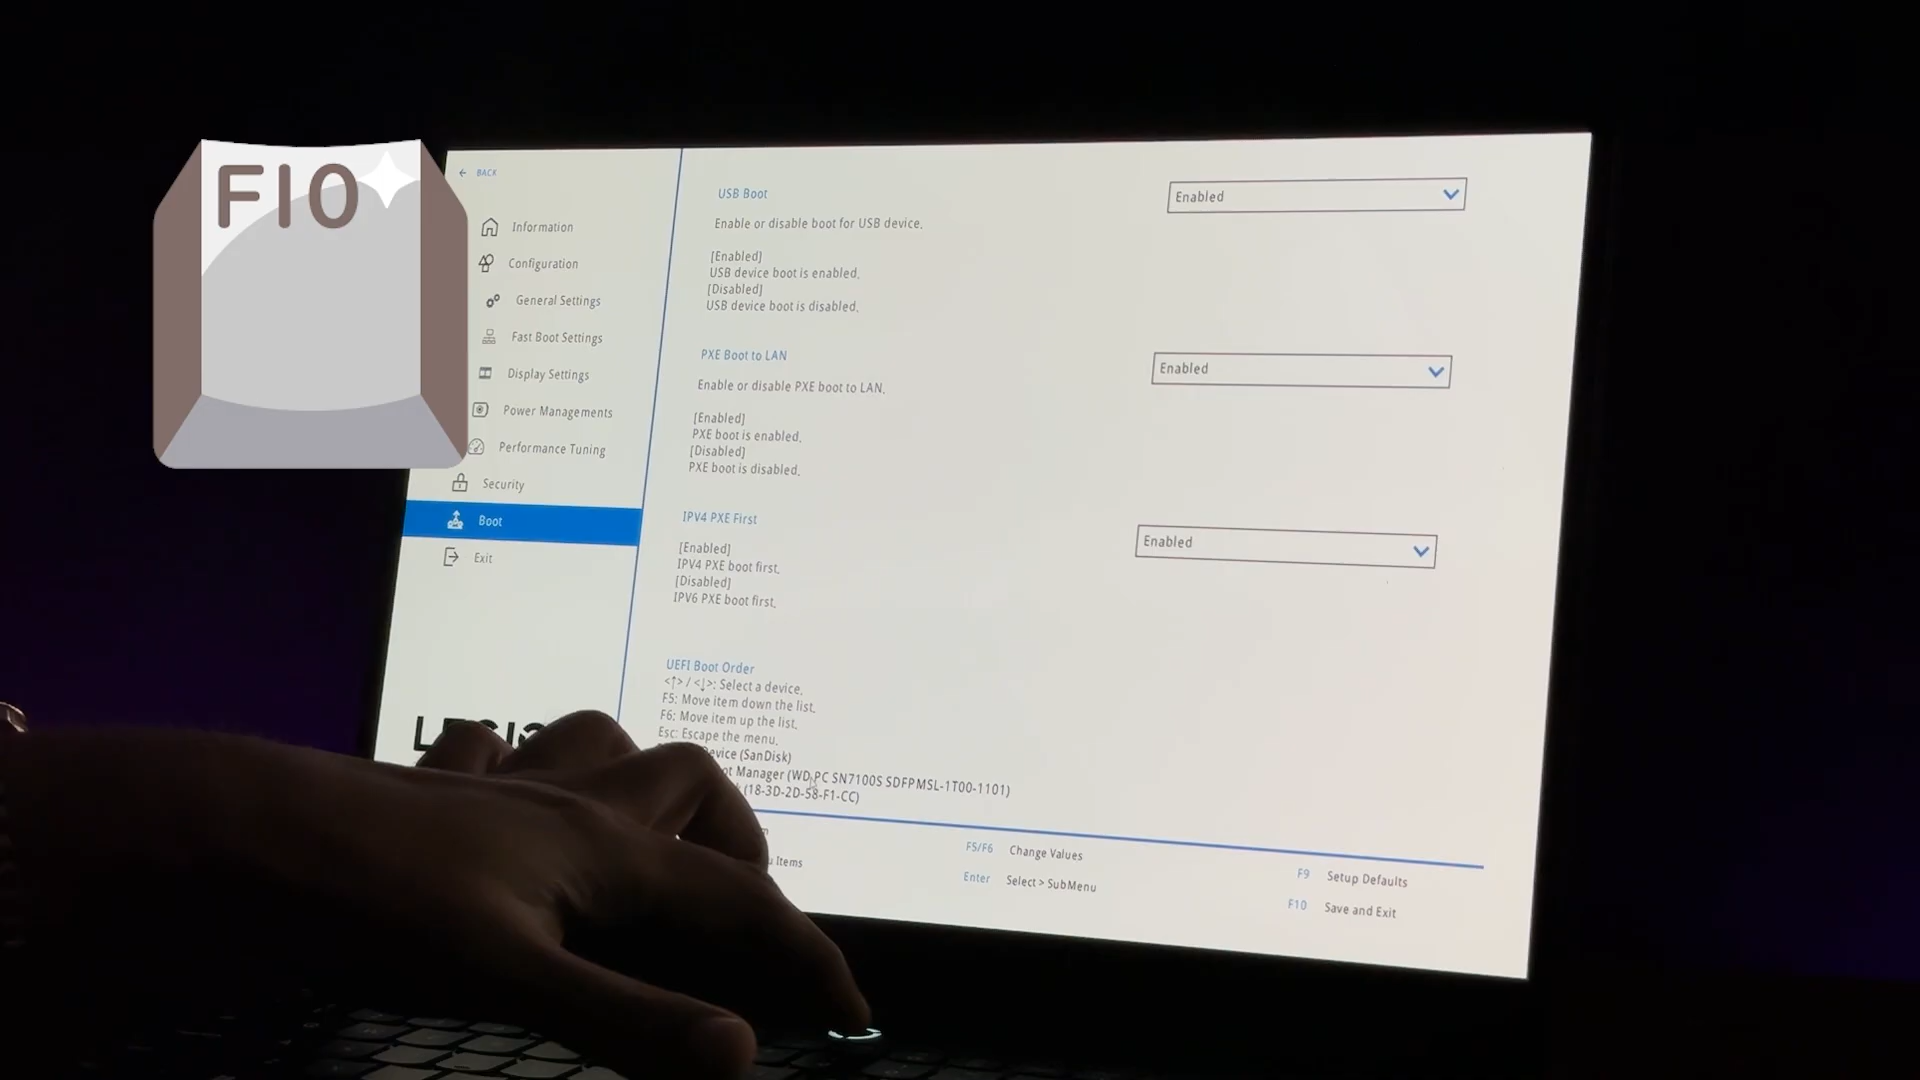 F10
BACK
Information
Configuration
General Settings
Fast Boot Settings
Display Settings
Power Managements
Performance Tuning
Security
Boot
Exit
USB Boot
Enabled
Enable or disable boot for USB device.
[Enabled]
USB device boot is enabled.
[Disabled]
USB device boot is disabled.
PXE Boot to LAN
Enabled
Enable or disable PXE boot to LAN.
[Enabled]
PXE boot is enabled.
[Disabled]
PXE boot is disabled.
IPV4 PXE First
Enabled
[Enabled]
IPV4 PXE boot first.
[Disabled]
IPV6 PXE boot first.
UEFI Boot Order
<↑> / <↓>: Select a device.
F5: Move item down the list.
F6: Move item up the list.
Esc: Escape the menu.
Device (SanDisk)
Manager (WD PC SN7100S SDFPMSL-1T00-1101)
(18-3D-2D-58-F1-CC)
Items
F5/F6 Change Values
Enter Select > SubMenu
F9 Setup Defaults
F10 Save and Exit